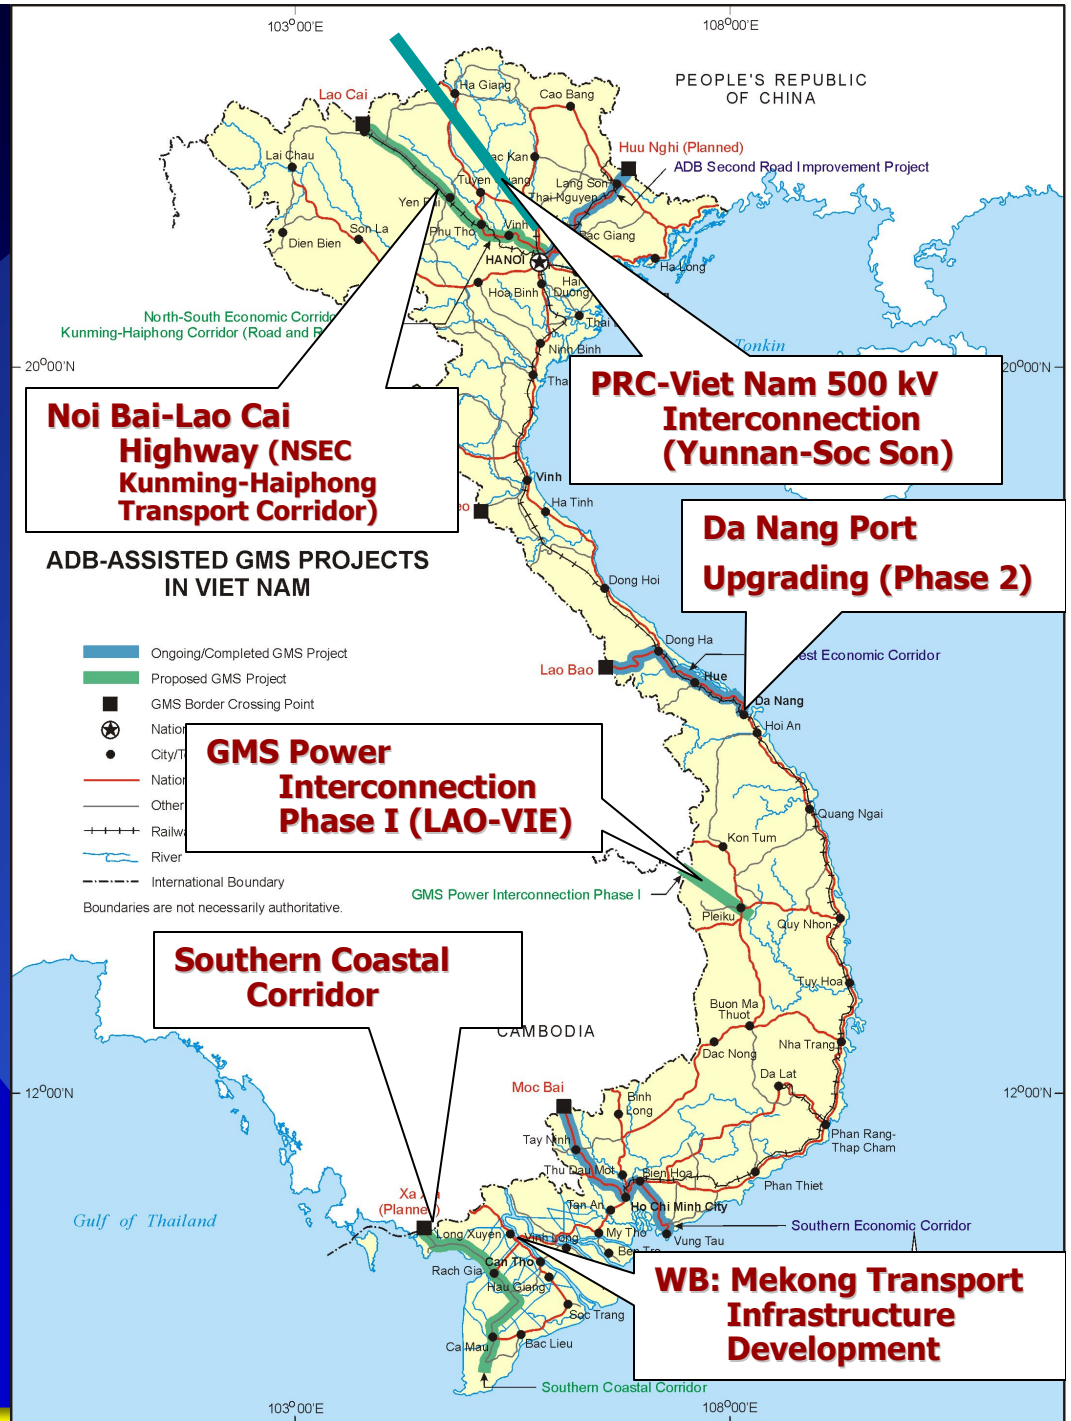 103°00'E
108°00'E
PEOPLE'S REPUBLIC
OF CHINA
Ha Giang
Lao Cai
Cao Bang
Huu Nghi (Planned)
ADB Second Road Improvement Project
Lai Chau
Lang Son
Thai Nguyen
Tuyen
Phu Tho
Vinh
Son La
Dien Bien
HANOI
Ha Long
Hoa Binh
Duong
North-South Economic
Kunming-Haiphong Corridor (Road and
Ninh Binh
Tonkin
20°00'N
20°00'N
PRC-Viet Nam 500 kV
Interconnection
(Yunnan-Soc Son)
Noi Bai-Lao Cai
Highway (NSEC
Kunming-Haiphong
Transport Corridor)
Vinh
Ha Tinh
Da Nang Port
Upgrading (Phase 2)
ADB-ASSISTED GMS PROJECTS
IN VIET NAM
Dong Hoi
Dong Ha
Economic Corridor
Lao Bao
Hue
Da Nang
Hoi An
Ongoing/Completed GMS Project
Proposed GMS Project
GMS Border Crossing Point
Other
River
International Boundary
Boundaries are not necessarily authoritative.
GMS Power
Interconnection
Phase I (LAO-VIE)
Quang Ngai
Kon Tum
GMS Power Interconnection Phase I
Pleiku
Quy Nhon
Southern Coastal
Corridor
Tuy Hoa
Buon Ma
Thuot
CAMBODIA
Dac Nong
Nha Trang
Da Lat
Moc Bai
12°00'N
12°00'N
Binh
Long
Phan Rang-
Thap Cham
Tay Ninh
Thu Dau Mot
Bien Hoa
Phan Thiet
Xa
(Planned)
Tan An
Ho Chi Minh City
Gulf of Thailand
Southern Economic Corridor
Long Xuyen
Vinh Long
My Tho
Vung Tau
Ben Tre
Can Tho
Rach Gia
Hau Giang
WB: Mekong Transport
Infrastructure
Development
Soc Trang
Ca Mau
Bac Lieu
Southern Coastal Corridor
103°00'E
108°00'E